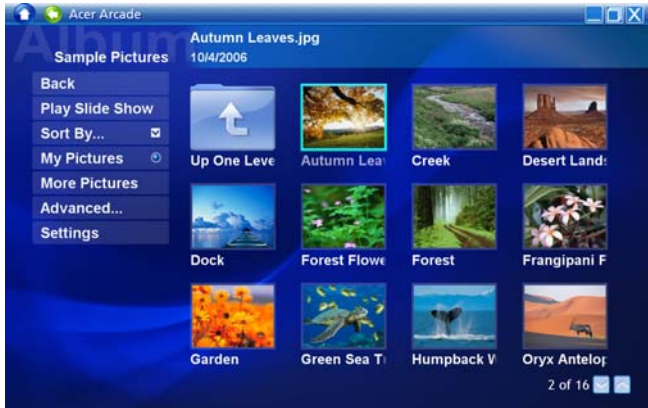 Acer Arcade
Album
Autumn Leaves.jpg
Sample Pictures
10/4/2006
Back
Play Slide Show
Sort By...
My Pictures
More Pictures
Advanced...
Settings
Up One Leve
Autumn Lea
Creek
Desert Lands
Dock
Forest Flowe
Forest
Frangipani F
Garden
Green Sea T
Humpback W
Oryx Antelop
2 of 16